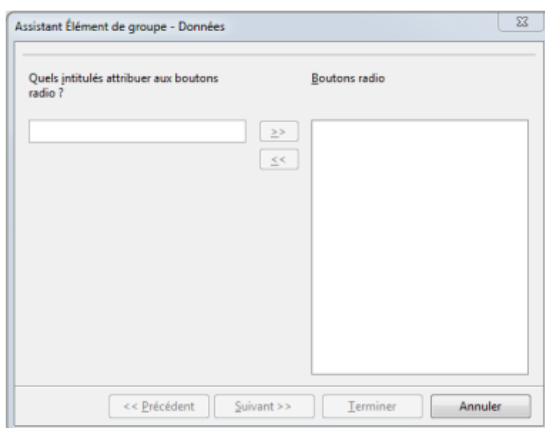 Assistant Élément de groupe - Données
Quels intitulés attribuer aux boutons
radio ?
Boutons radio
>>
<<
<< Précédent
Suivant >>
Terminer
Annuler